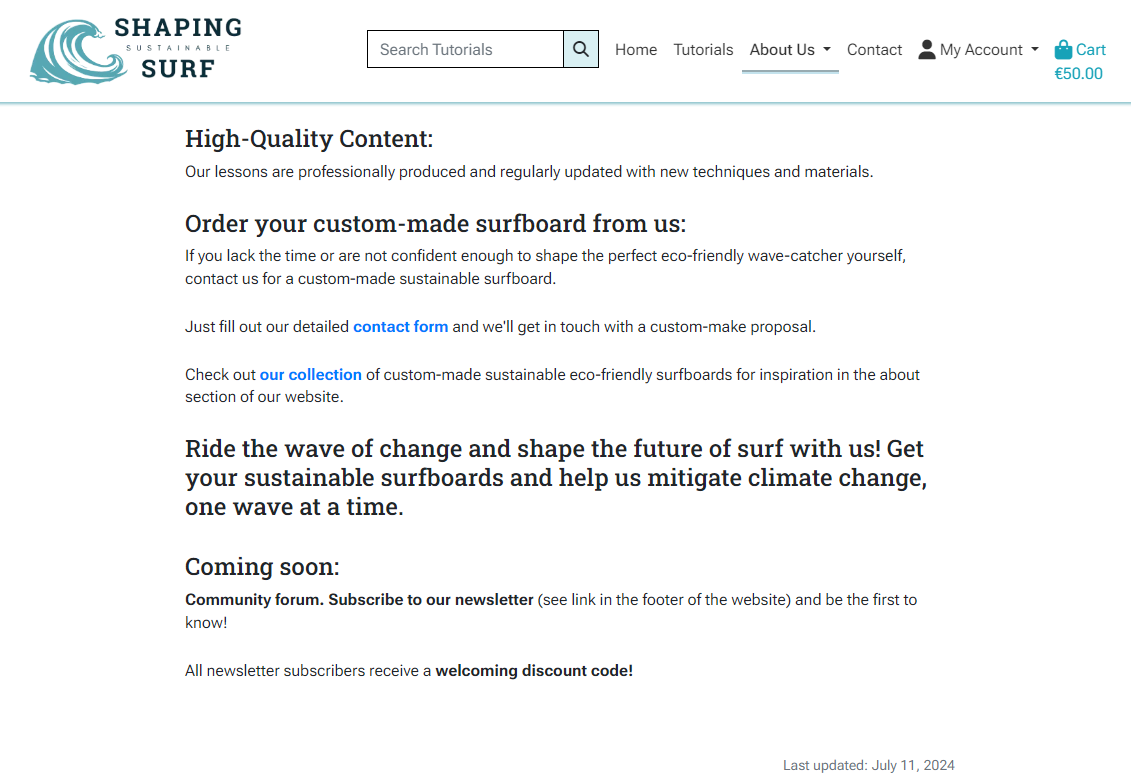 SHAPING
SUSTAINABLE
SURF
Search Tutorials
Home Tutorials About Us Contact My Account Cart
€50.00
High-Quality Content:
Our lessons are professionally produced and regularly updated with new techniques and materials.
Order your custom-made surfboard from us:
If you lack the time or are not confident enough to shape the perfect eco-friendly wave-catcher yourself,
contact us for a custom-made sustainable surfboard.
Just fill out our detailed contact form and we'll get in touch with a custom-make proposal.
Check out our collection of custom-made sustainable eco-friendly surfboards for inspiration in the about
section of our website.
Ride the wave of change and shape the future of surf with us! Get
your sustainable surfboards and help us mitigate climate change,
one wave at a time.
Coming soon:
Community forum. Subscribe to our newsletter (see link in the footer of the website) and be the first to
know!
All newsletter subscribers receive a welcoming discount code!
Last updated: July 11, 2024